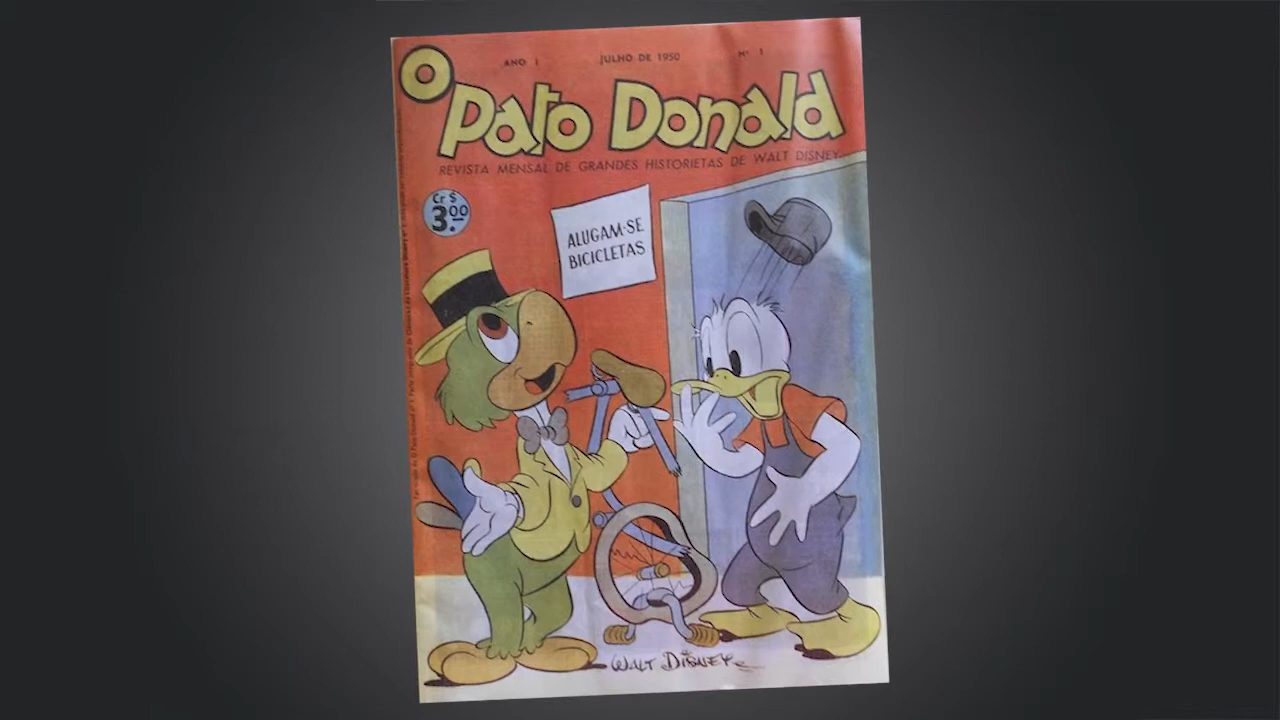 ANO I JULHO DE 1950 Nº 1
O Pato Donald
REVISTA MENSAL DE GRANDES HISTORIETAS DE WALT DISNEY
Cr $
3.00
ALUGAM-SE
BICICLETAS
WALT DISNEY